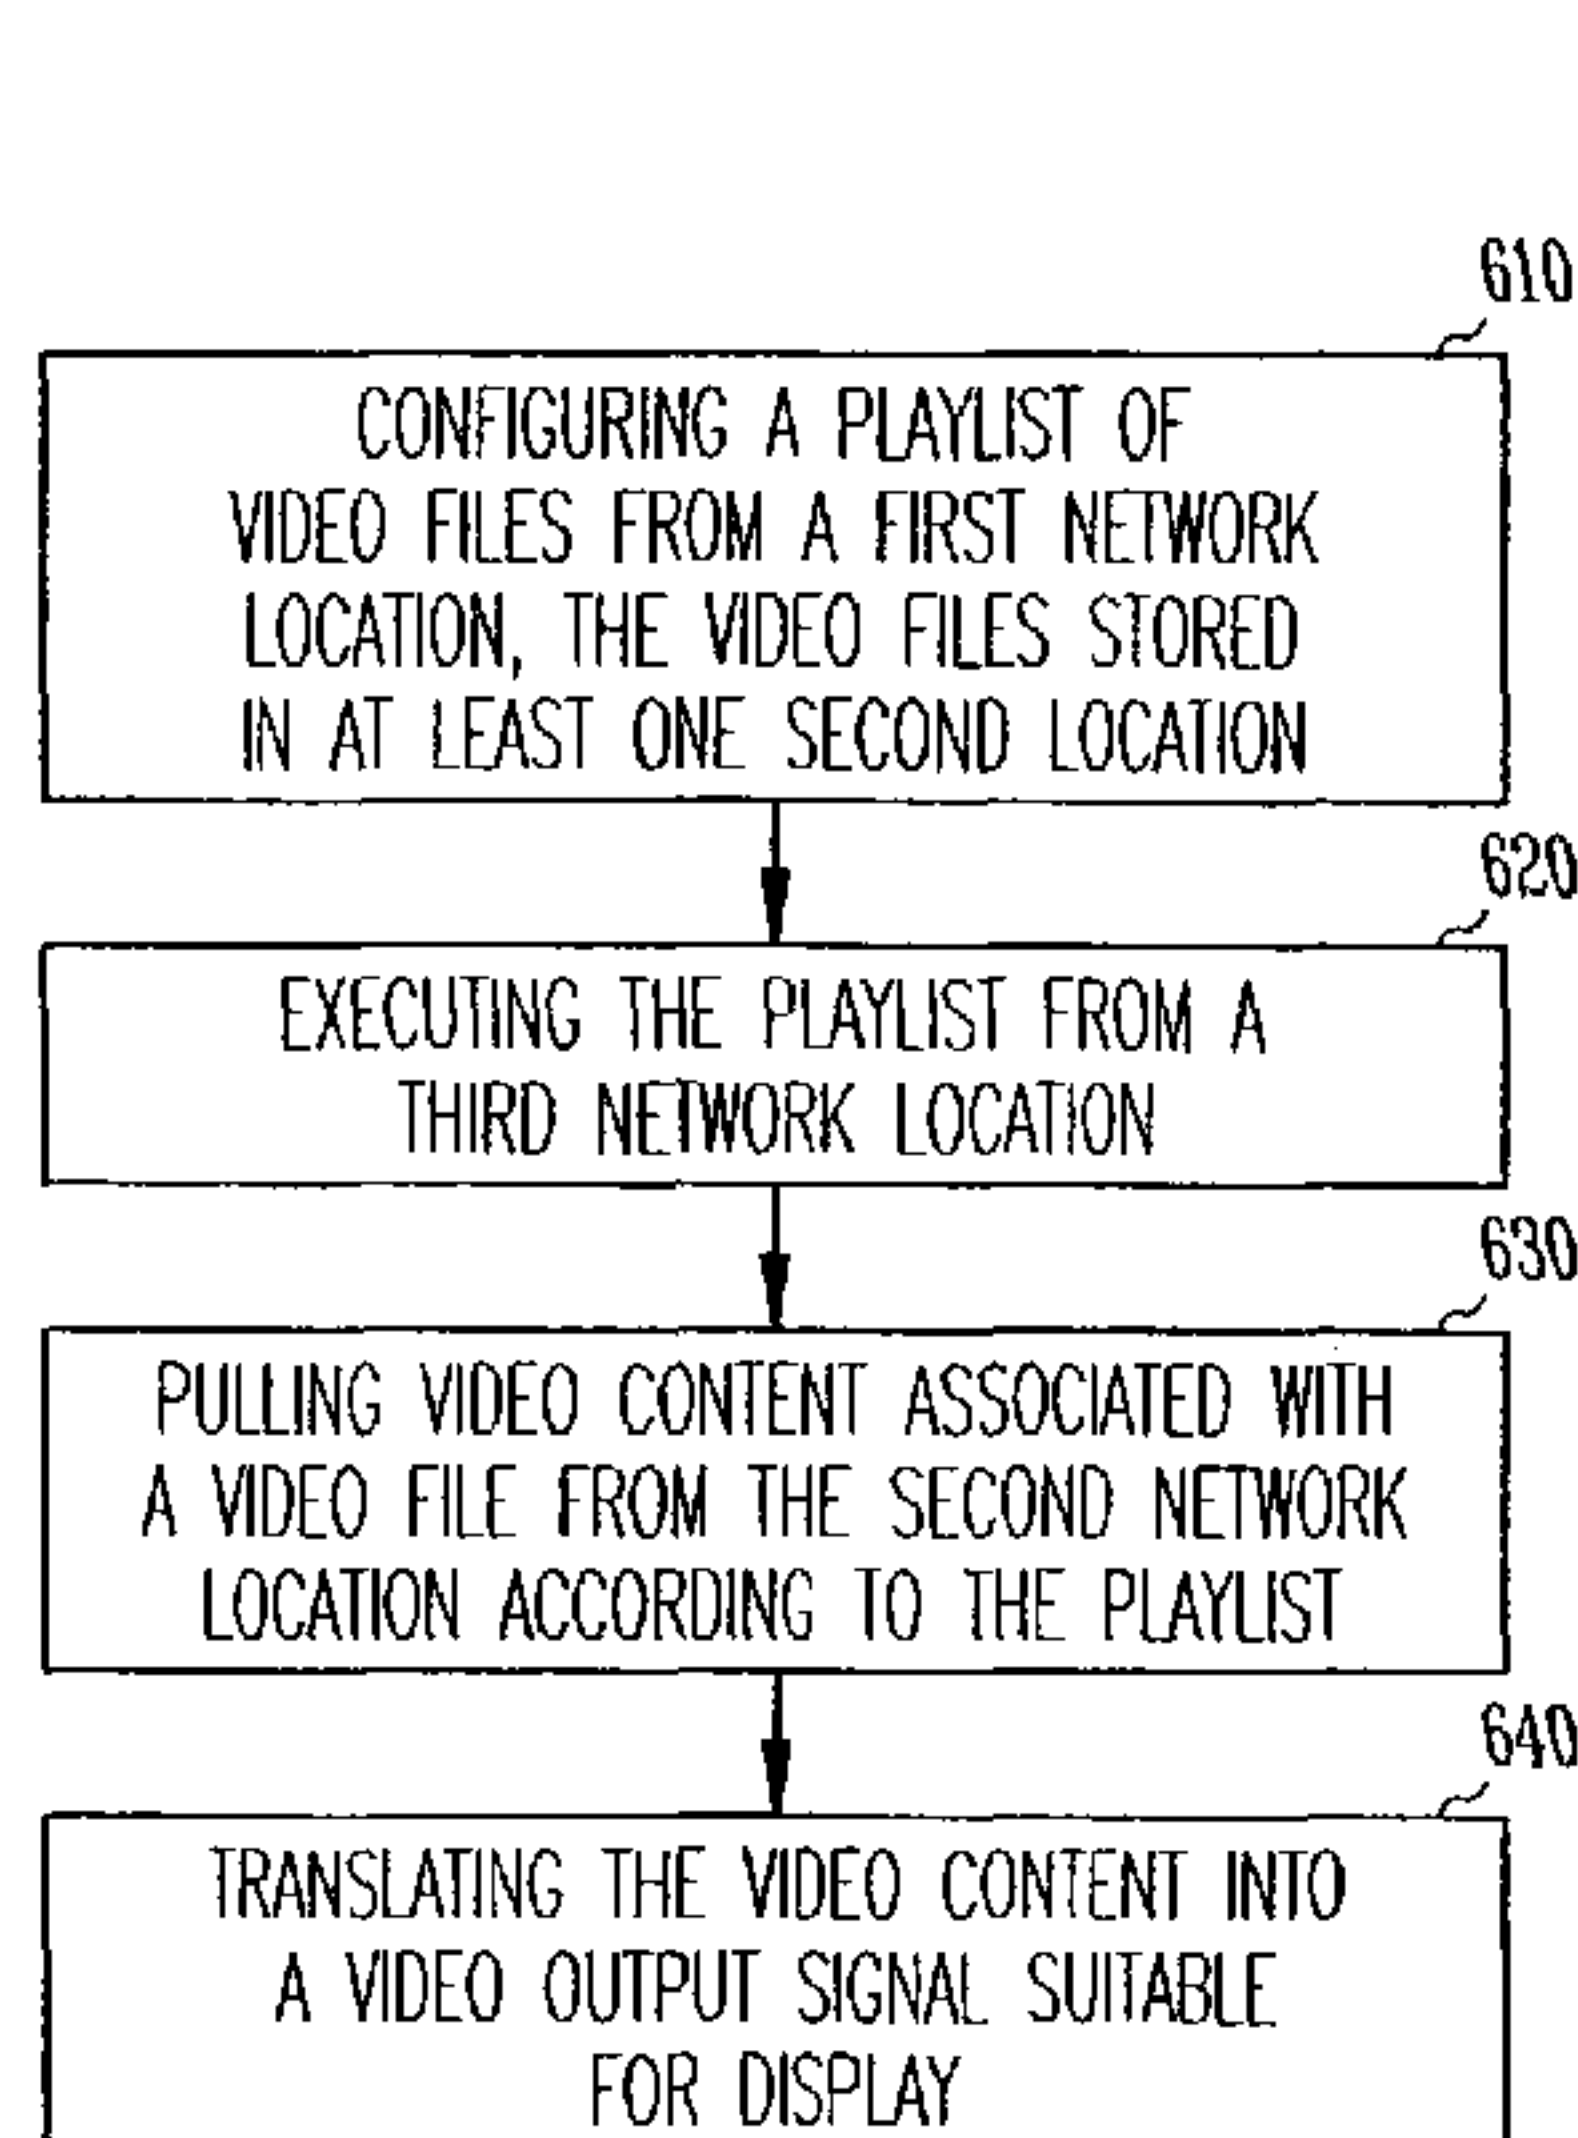 610
CONFIGURING A PLAYLIST OF
VIDEO FILES FROM A FIRST NETWORK
LOCATION, THE VIDEO FILES STORED
IN AT LEAST ONE SECOND LOCATION
620
EXECUTING THE PLAYLIST FROM A
THIRD NETWORK LOCATION
630
PULLING VIDEO CONTENT ASSOCIATED WITH
A VIDEO FILE FROM THE SECOND NETWORK
LOCATION ACCORDING TO THE PLAYLIST
640
TRANSLATING THE VIDEO CONTENT INTO
A VIDEO OUTPUT SIGNAL SUITABLE
FOR DISPLAY